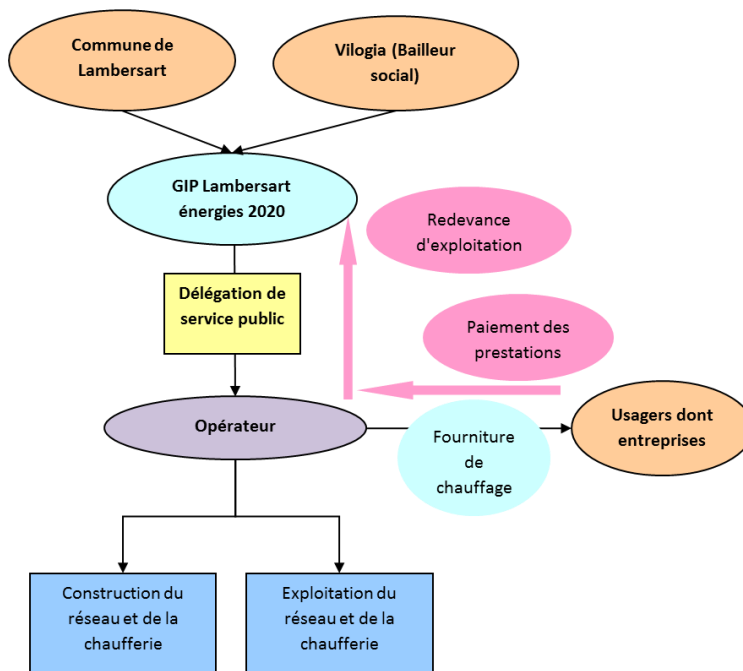 Commune de
Lambersart
Vilogia (Bailleur
social)
GIP Lambersart
énergies 2020
Redevance
d'exploitation
Délégation de
service public
Paiement des
prestations
Opérateur
Fourniture
de
chauffage
Usagers dont
entreprises
Construction du
réseau et de la
chaufferie
Exploitation du
réseau et de la
chaufferie